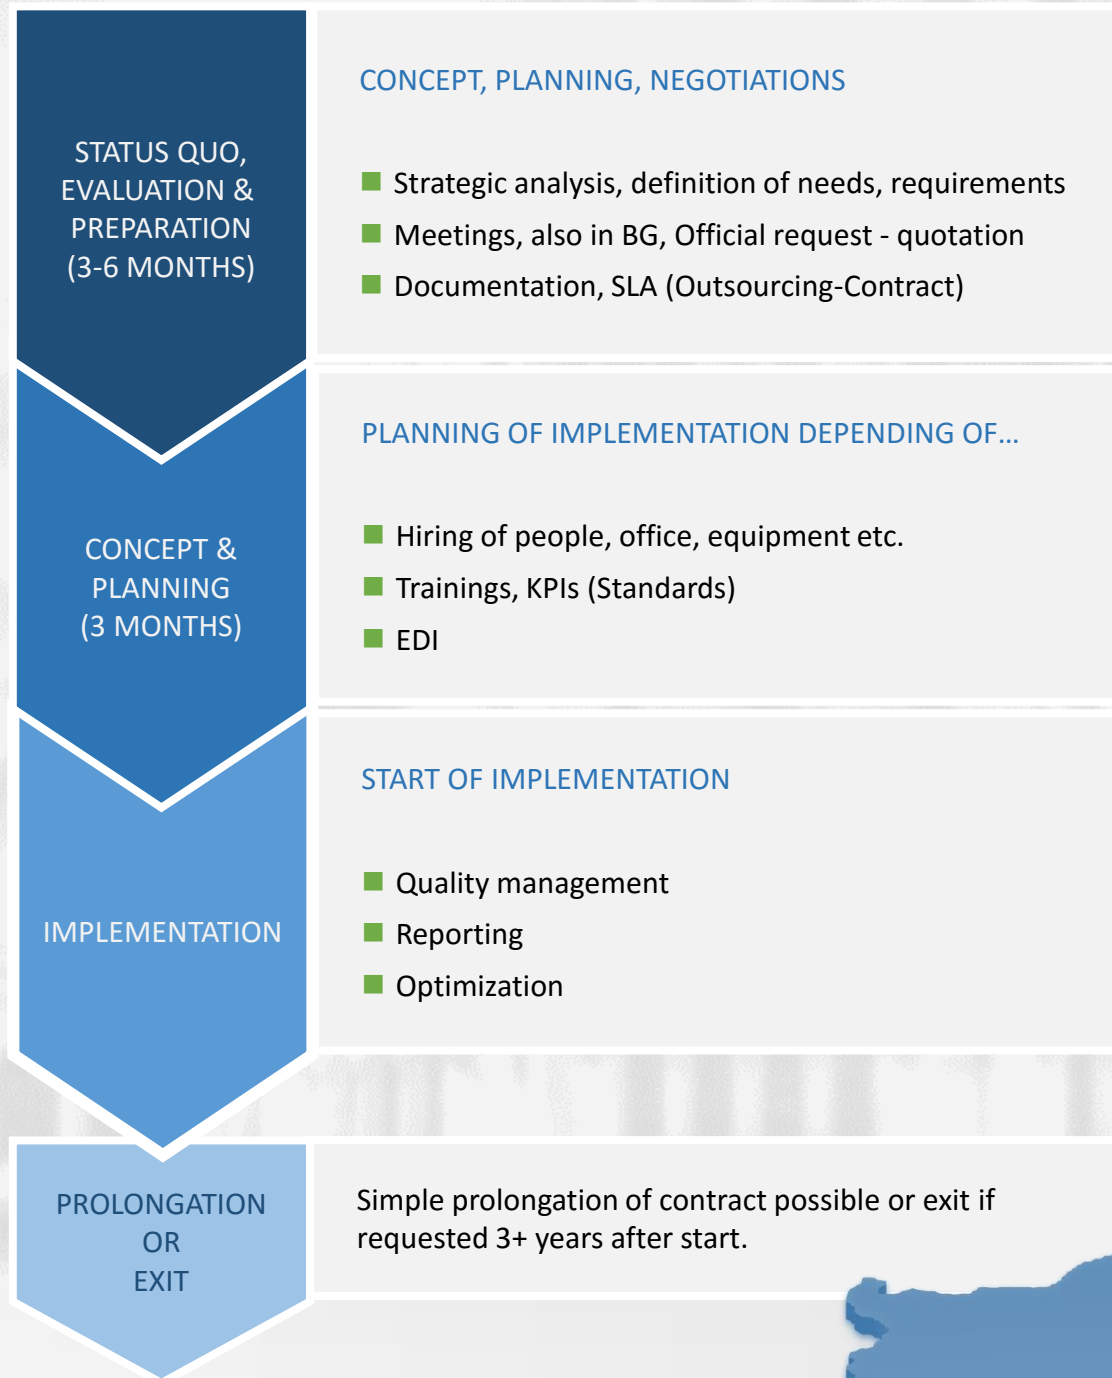 STATUS QUO,
EVALUATION &
PREPARATION
(3-6 MONTHS)
CONCEPT, PLANNING, NEGOTIATIONS
Strategic analysis, definition of needs, requirements
Meetings, also in BG, Official request - quotation
Documentation, SLA (Outsourcing-Contract)
CONCEPT &
PLANNING
(3 MONTHS)
PLANNING OF IMPLEMENTATION DEPENDING OF…
Hiring of people, office, equipment etc.
Trainings, KPIs (Standards)
EDI
IMPLEMENTATION
START OF IMPLEMENTATION
Quality management
Reporting
Optimization
PROLONGATION
OR
EXIT
Simple prolongation of contract possible or exit if
requested 3+ years after start.